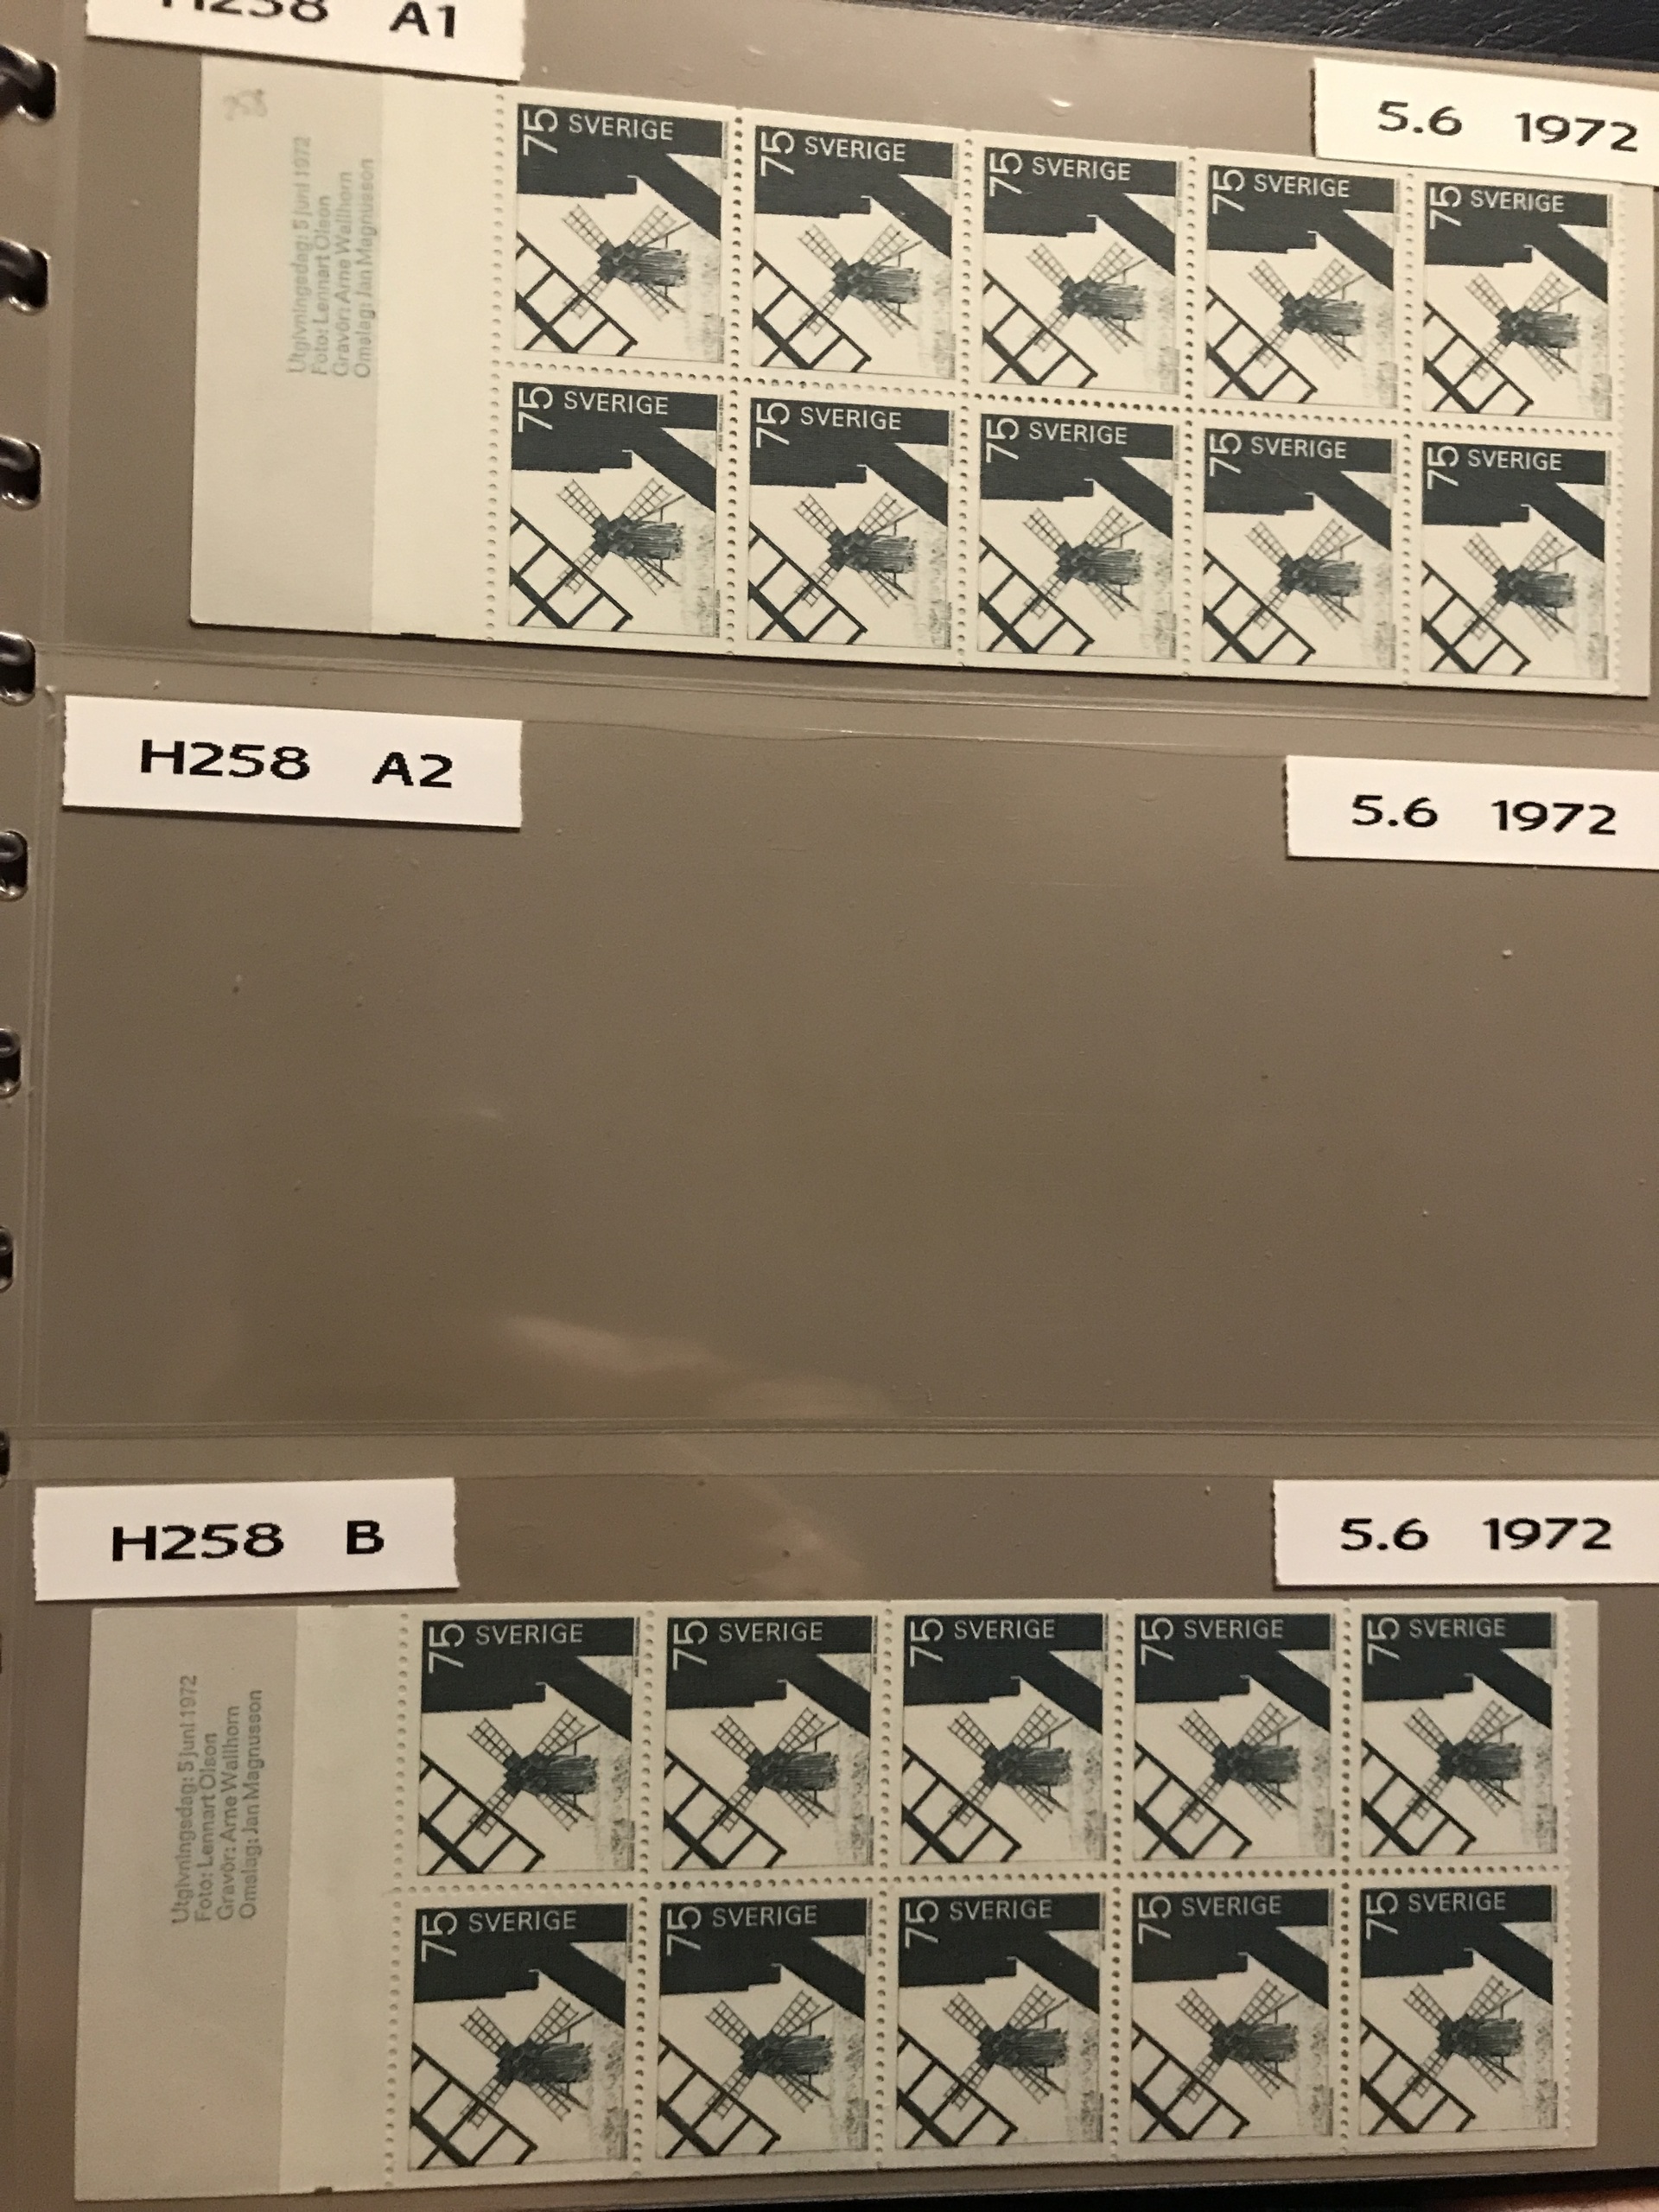 H258 A1
5.6 1972
Utgivningsdag: 5 juni 1972
Foto: Lennart Olson
Gravör: Arne Wallhorn
Omslag: Jan Magnusson
75 SVERIGE
75 SVERIGE
75 SVERIGE
75 SVERIGE
75 SVERIGE
75 SVERIGE
75 SVERIGE
75 SVERIGE
75 SVERIGE
75 SVERIGE
H258 A2
5.6 1972
H258 B
5.6 1972
Utgivningsdag: 5 juni 1972
Foto: Lennart Olson
Gravör: Arne Wallhorn
Omslag: Jan Magnusson
75 SVERIGE
75 SVERIGE
75 SVERIGE
75 SVERIGE
75 SVERIGE
75 SVERIGE
75 SVERIGE
75 SVERIGE
75 SVERIGE
75 SVERIGE